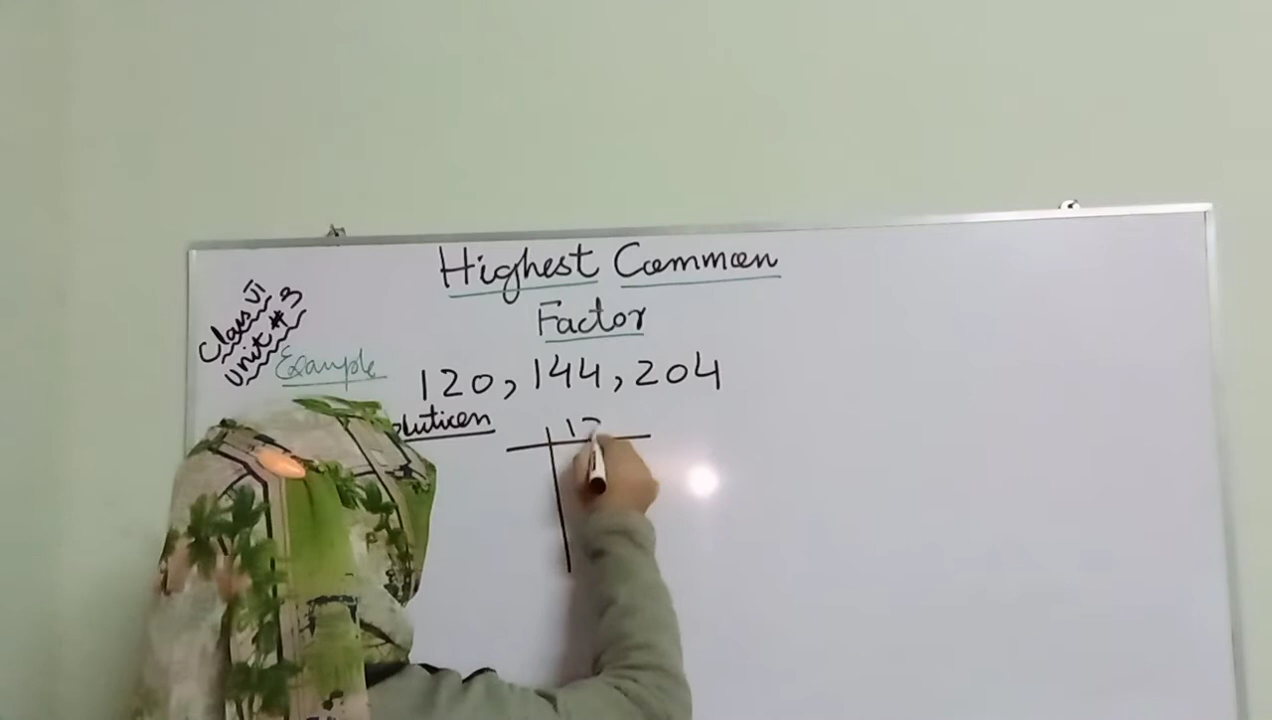 Highest Common
Factor
Class VI
Unit # 3
Example
120, 144, 204